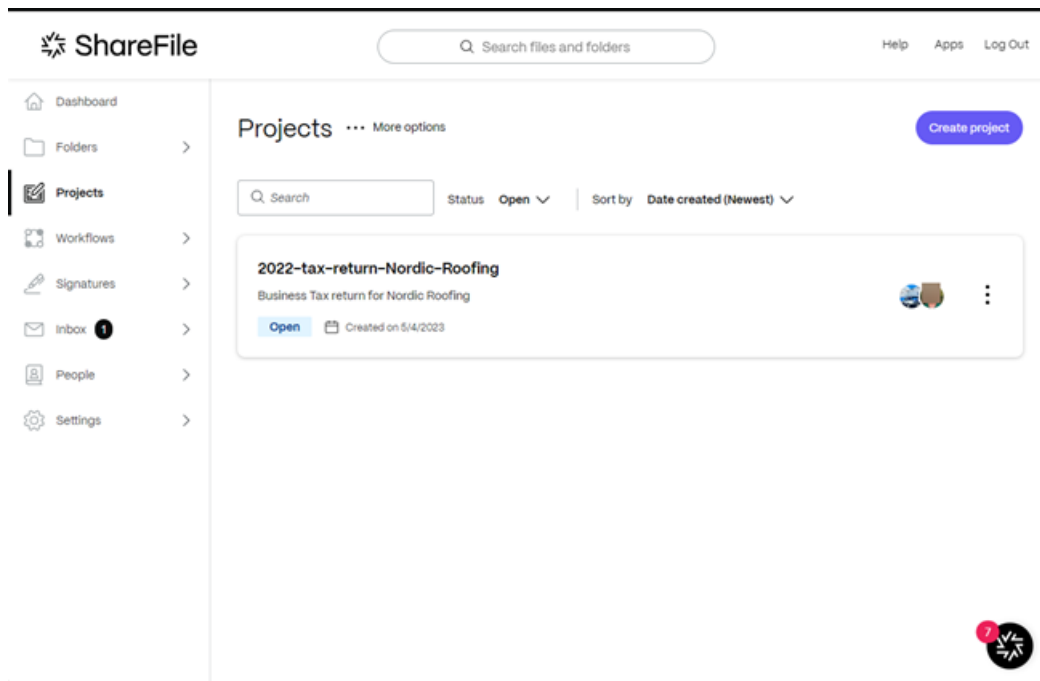 ShareFile
Search files and folders
Help Apps Log Out
Dashboard
Folders
Projects
Workflows
Signatures
Inbox 1
People
Settings
Projects ... More options
Create project
Search
Status Open
Sort by Date created (Newest)
2022-tax-return-Nordic-Roofing
Business Tax return for Nordic Roofing
Open Created on 5/4/2023
7